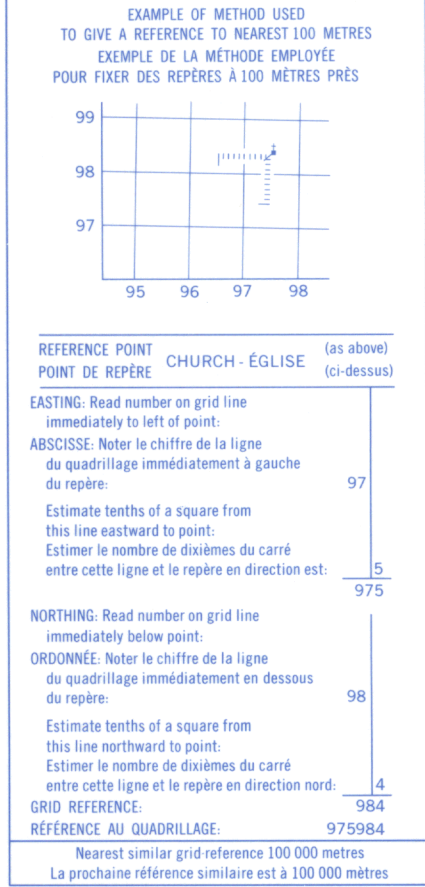 EXAMPLE OF METHOD USED
TO GIVE A REFERENCE TO NEAREST 100 METRES
EXEMPLE DE LA MÉTHODE EMPLOYÉE
POUR FIXER DES REPÈRES À 100 MÈTRES PRÈS
99
98
97
95 96 97 98
REFERENCE POINT CHURCH - ÉGLISE (as above)
POINT DE REPÈRE (ci-dessus)
EASTING: Read number on grid line
immediately to left of point:
ABSCISSE: Noter le chiffre de la ligne
du quadrillage immédiatement à gauche
du repère: 97
Estimate tenths of a square from
this line eastward to point:
Estimer le nombre de dixièmes du carré
entre cette ligne et le repère en direction est: 5
975
NORTHING: Read number on grid line
immediately below point:
ORDONNÉE: Noter le chiffre de la ligne
du quadrillage immédiatement en dessous
du repère: 98
Estimate tenths of a square from
this line northward to point:
Estimer le nombre de dixièmes du carré
entre cette ligne et le repère en direction nord: 4
GRID REFERENCE: 984
RÉFÉRENCE AU QUADRILLAGE: 975984
Nearest similar grid-reference 100 000 metres
La prochaine référence similaire est à 100 000 mètres